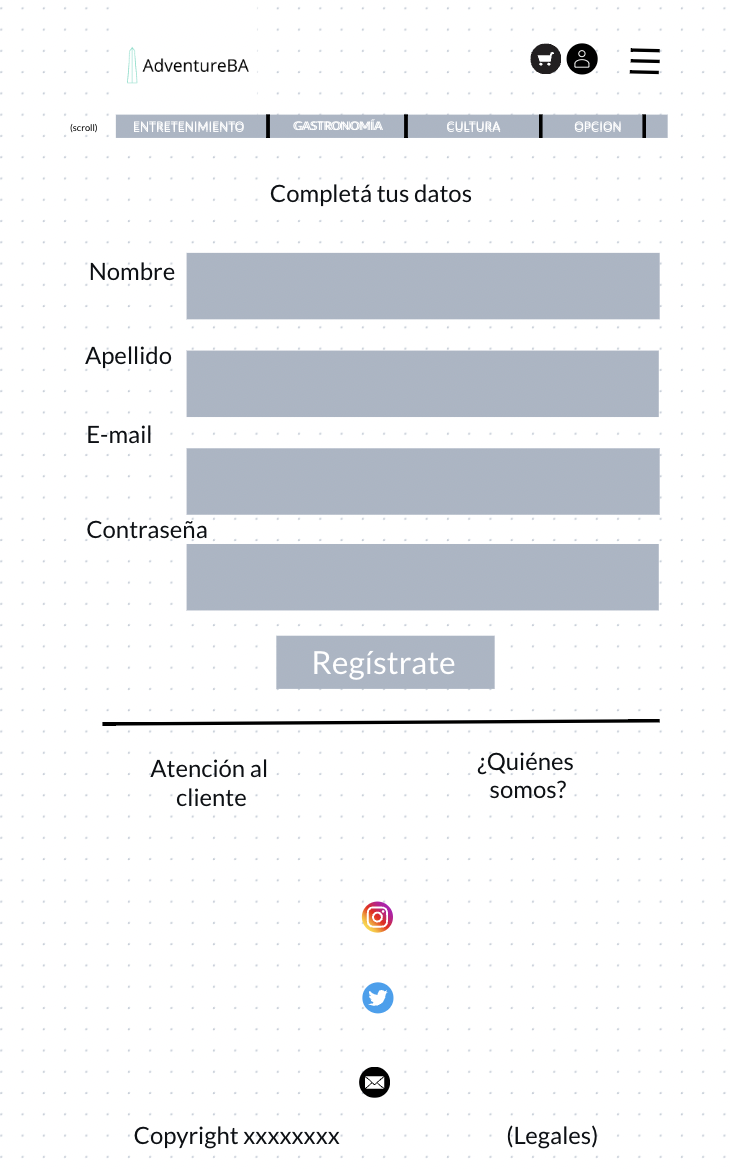 AdventureBA
(scroll) ENTRETENIMIENTO GASTRONOMÍA CULTURA OPCION
Completá tus datos
Nombre
Apellido
E-mail
Contraseña
Regístrate
Atención al
cliente
¿Quiénes
somos?
Copyright xxxxxxxx (Legales)